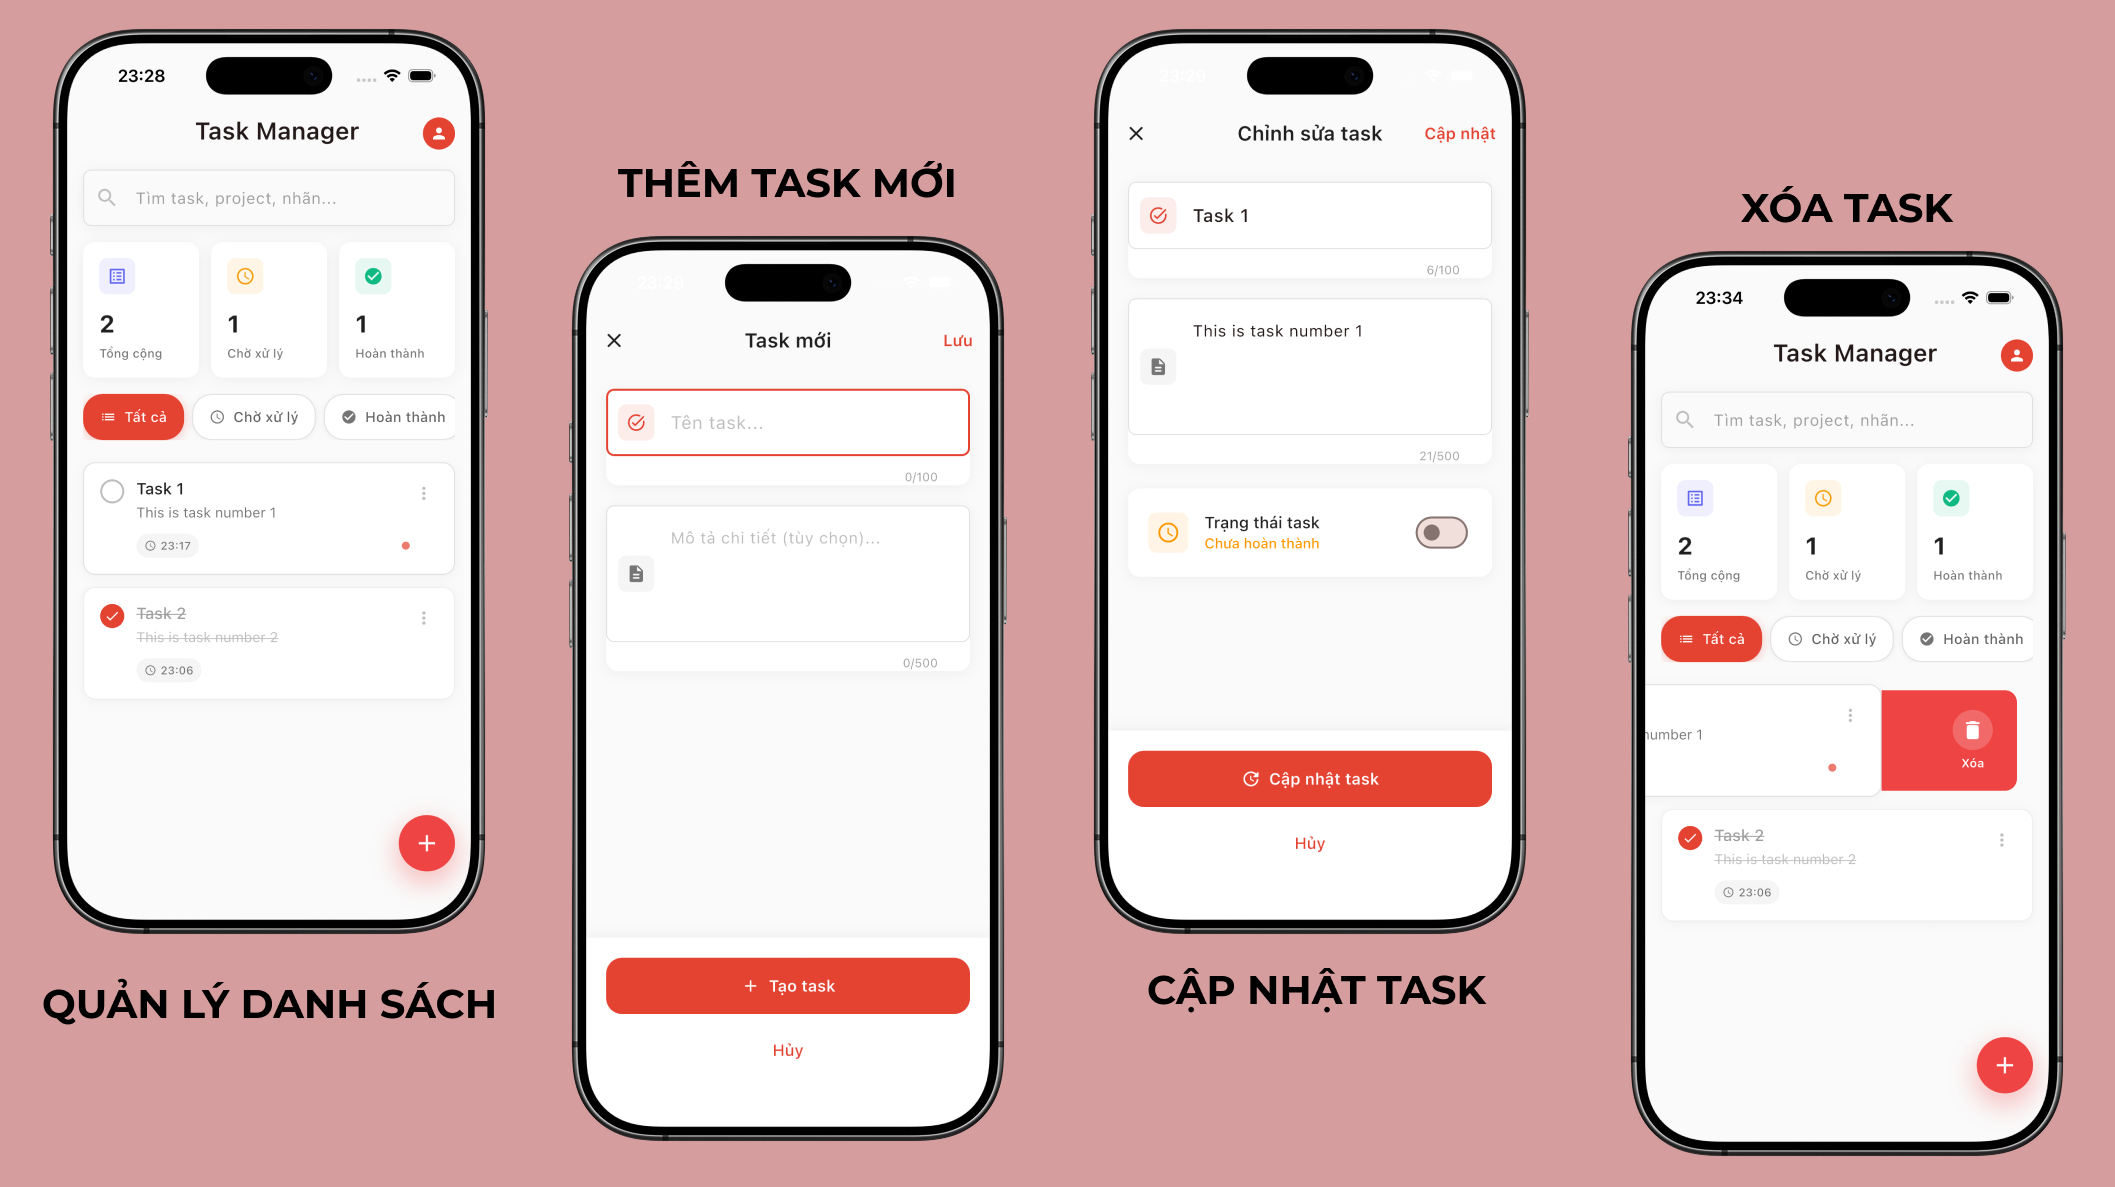 23:28
Task Manager
Tìm task, project, nhãn...
2
Tổng cộng
1
Chờ xử lý
1
Hoàn thành
Tất cả
Chờ xử lý
Hoàn thành
Task 1
This is task number 1
23:17
Task 2
This is task number 2
23:06
QUẢN LÝ DANH SÁCH
THÊM TASK MỚI
23:29
Task mới
Lưu
Tên task...
0/100
Mô tả chi tiết (tùy chọn)...
0/500
Tạo task
Hủy
Chỉnh sửa task
Cập nhật
Task 1
6/100
This is task number 1
21/500
Trạng thái task
Chưa hoàn thành
Cập nhật task
Hủy
CẬP NHẬT TASK
XÓA TASK
23:34
Task Manager
Tìm task, project, nhãn...
2
Tổng cộng
1
Chờ xử lý
1
Hoàn thành
Tất cả
Chờ xử lý
Hoàn thành
number 1
Xóa
Task 2
This is task number 2
23:06